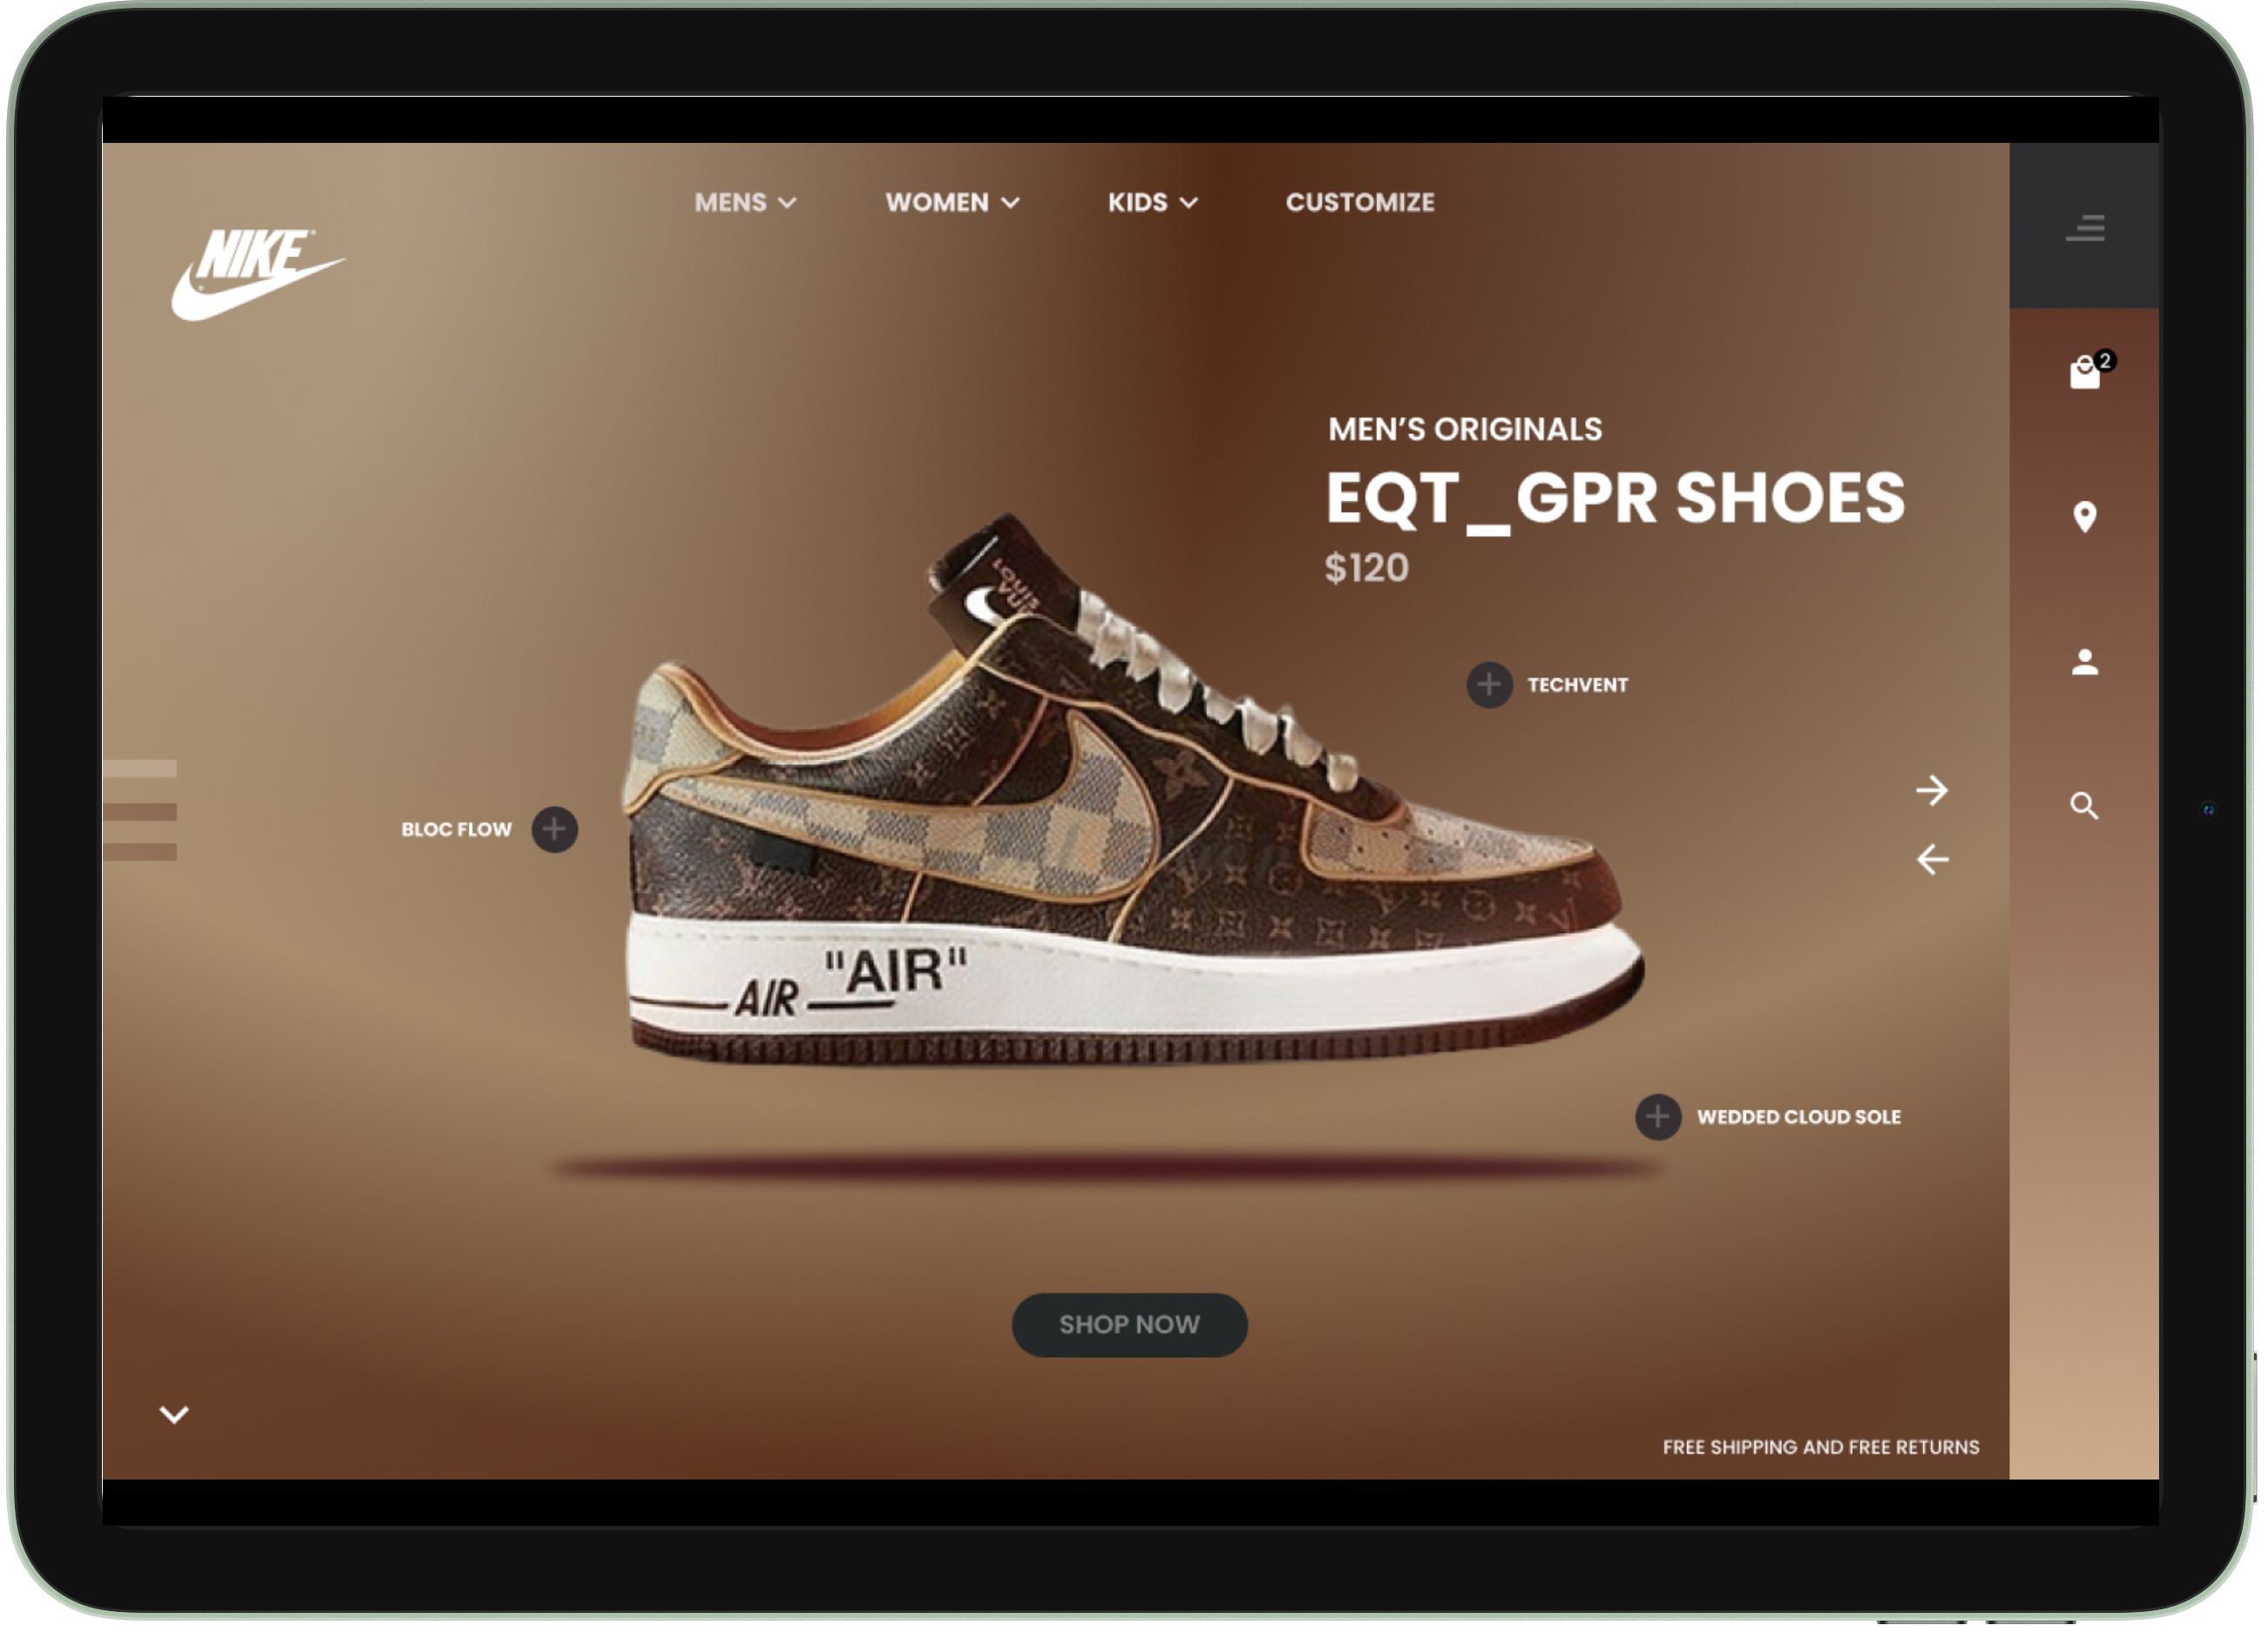 MENS
WOMEN
KIDS
CUSTOMIZE
NIKE
2
MEN’S ORIGINALS
EQT_GPR SHOES
$120
LOUIS
TECHVENT
BLOC FLOW
"AIR"
AIR
WEDDED CLOUD SOLE
SHOP NOW
FREE SHIPPING AND FREE RETURNS